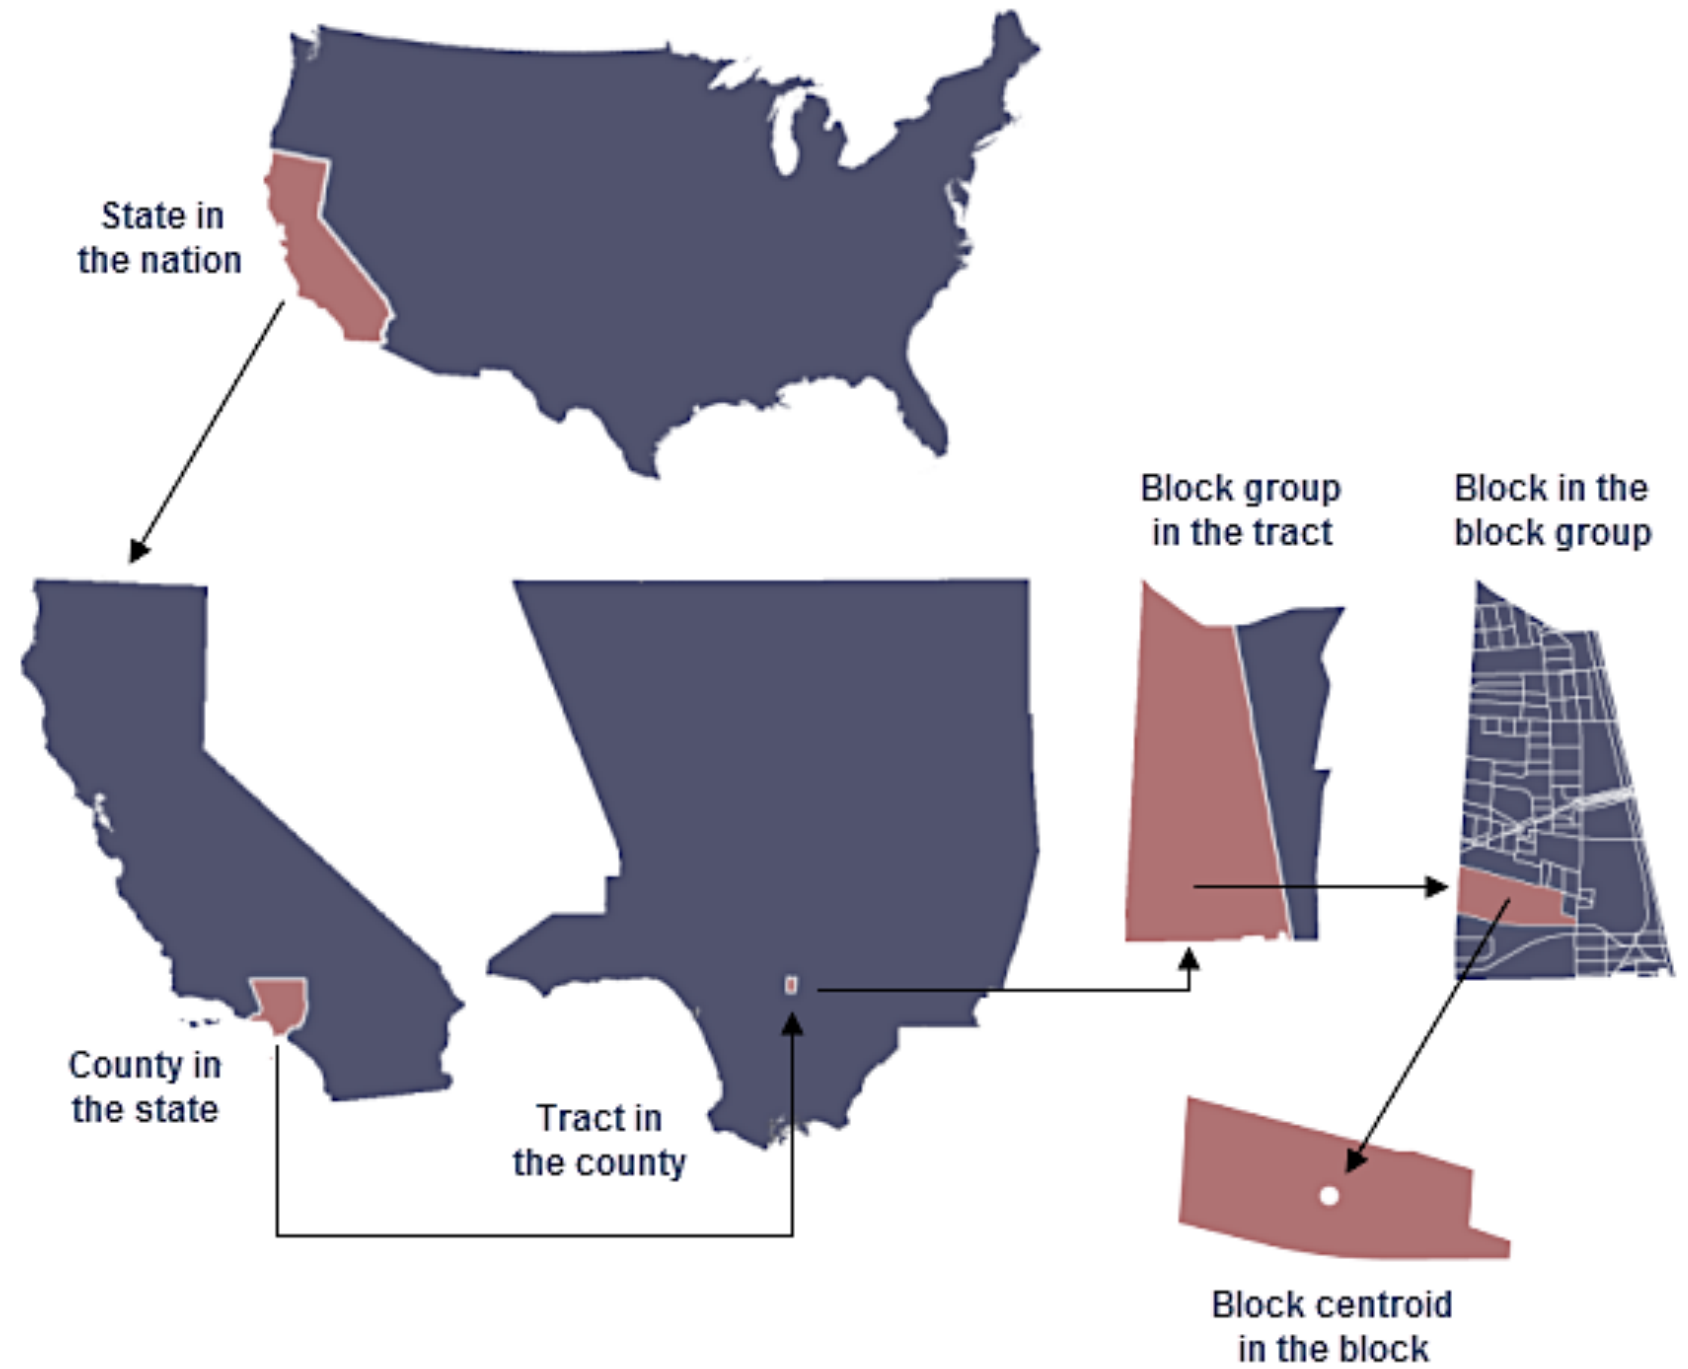 State in
the nation
Block group
in the tract
Block in the
block group
County in
the state
Tract in
the county
Block centroid
in the block